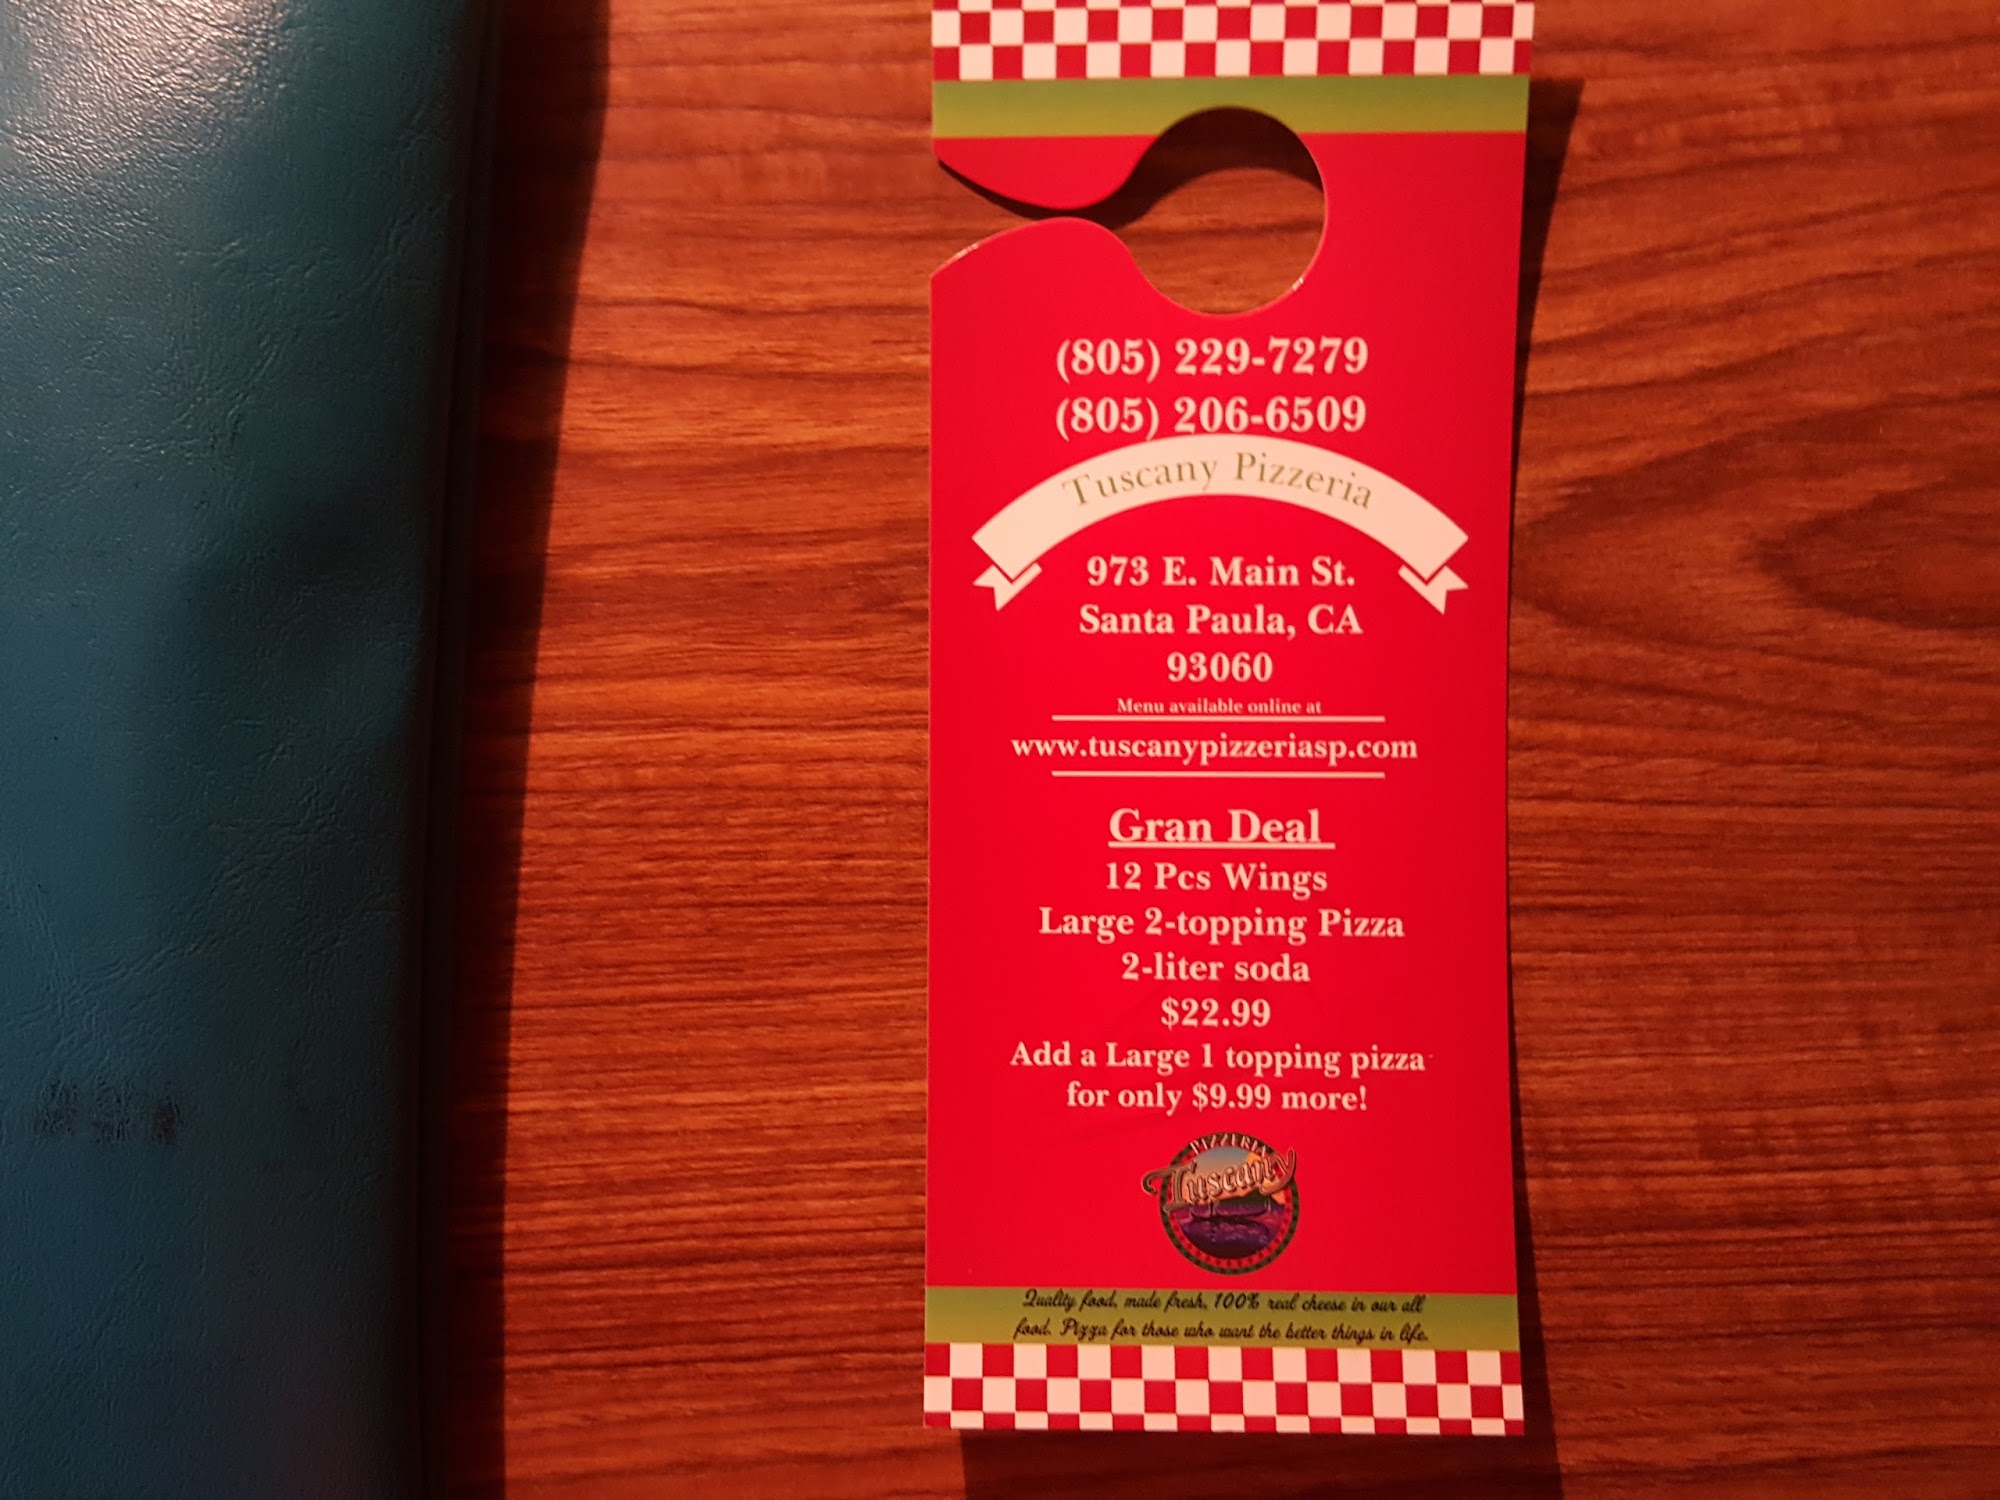 (805) 229-7279
(805) 206-6509
Tuscany Pizzeria
973 E. Main St.
Santa Paula, CA
93060
Menu available online at
www.tuscanypizzeriasp.com
Gran Deal
12 Pcs Wings
Large 2-topping Pizza
2-liter soda
$22.99
Add a Large 1 topping pizza
for only $9.99 more!
PIZZERIA
Tuscany
Quality food, made fresh, 100% real cheese in our all
food. Pizza for those who want the better things in life.